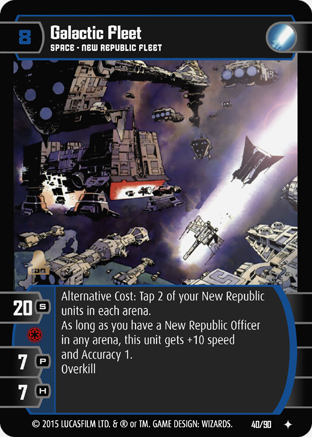 8
Galactic Fleet
SPACE - NEW REPUBLIC FLEET
20 S
7 P
7 H
Alternative Cost: Tap 2 of your New Republic
units in each arena.
As long as you have a New Republic Officer
in any arena, this unit gets +10 speed
and Accuracy 1.
Overkill
© 2015 LUCASFILM LTD. & ® or TM. GAME DESIGN: WIZARDS.
40/90